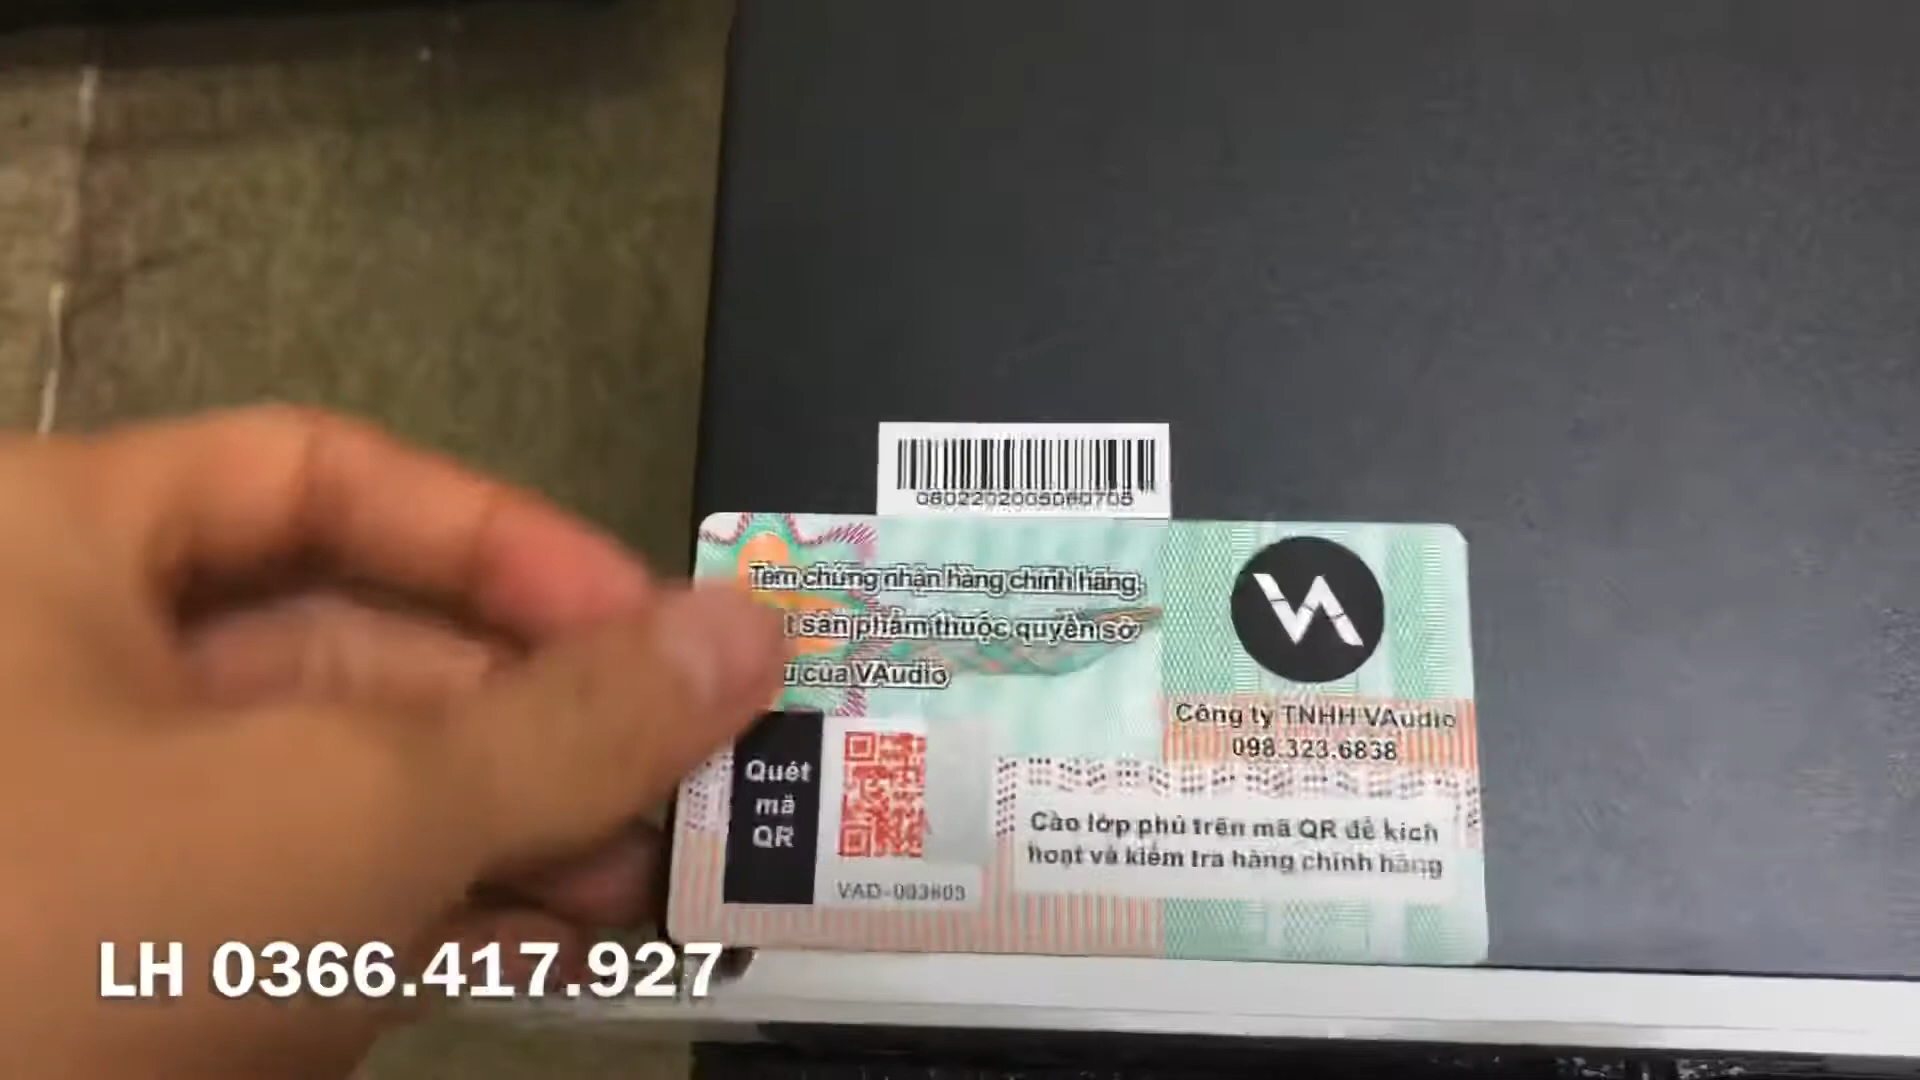 Tem chứng nhận hàng chính hãng,
sản phẩm thuộc quyền sở
của VAudio
VA
Công ty TNHH VAudio
098.323.6838
Quét
mã
QR
Cào lớp phủ trên mã QR để kích
hoạt và kiểm tra hàng chính hãng
LH 0366.417.927